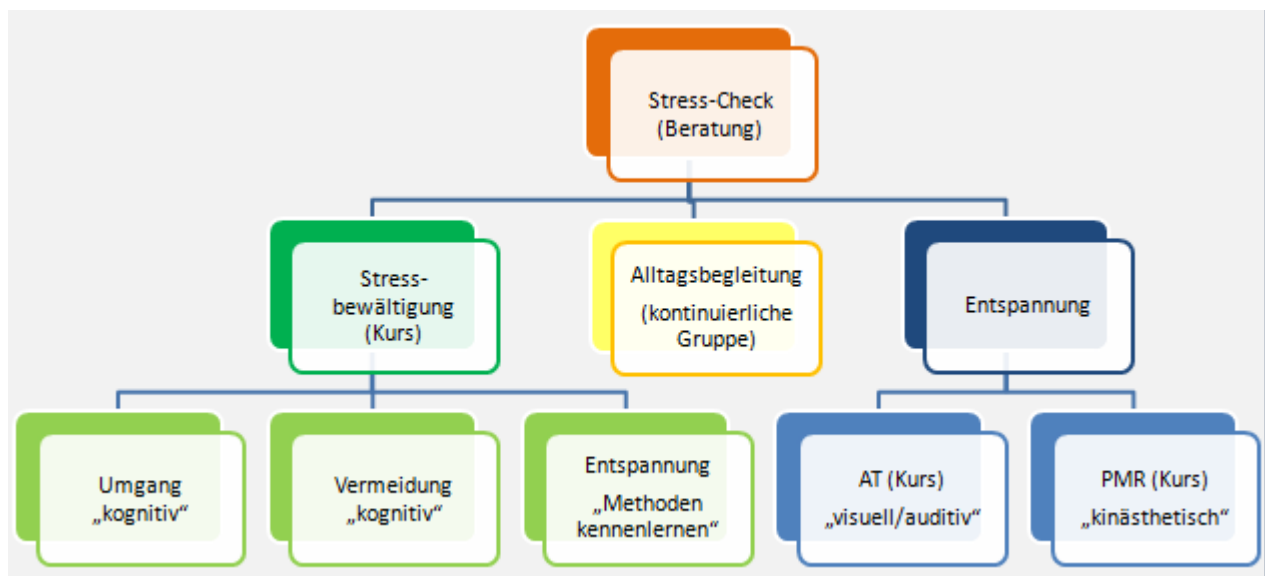 Stress-Check
(Beratung)
Stress-
bewältigung
(Kurs)
Alltagsbegleitung
(kontinuierliche
Gruppe)
Entspannung
Umgang
„kognitiv“
Vermeidung
„kognitiv“
Entspannung
„Methoden
kennenlernen“
AT (Kurs)
„visuell/auditiv“
PMR (Kurs)
„kinästhetisch“